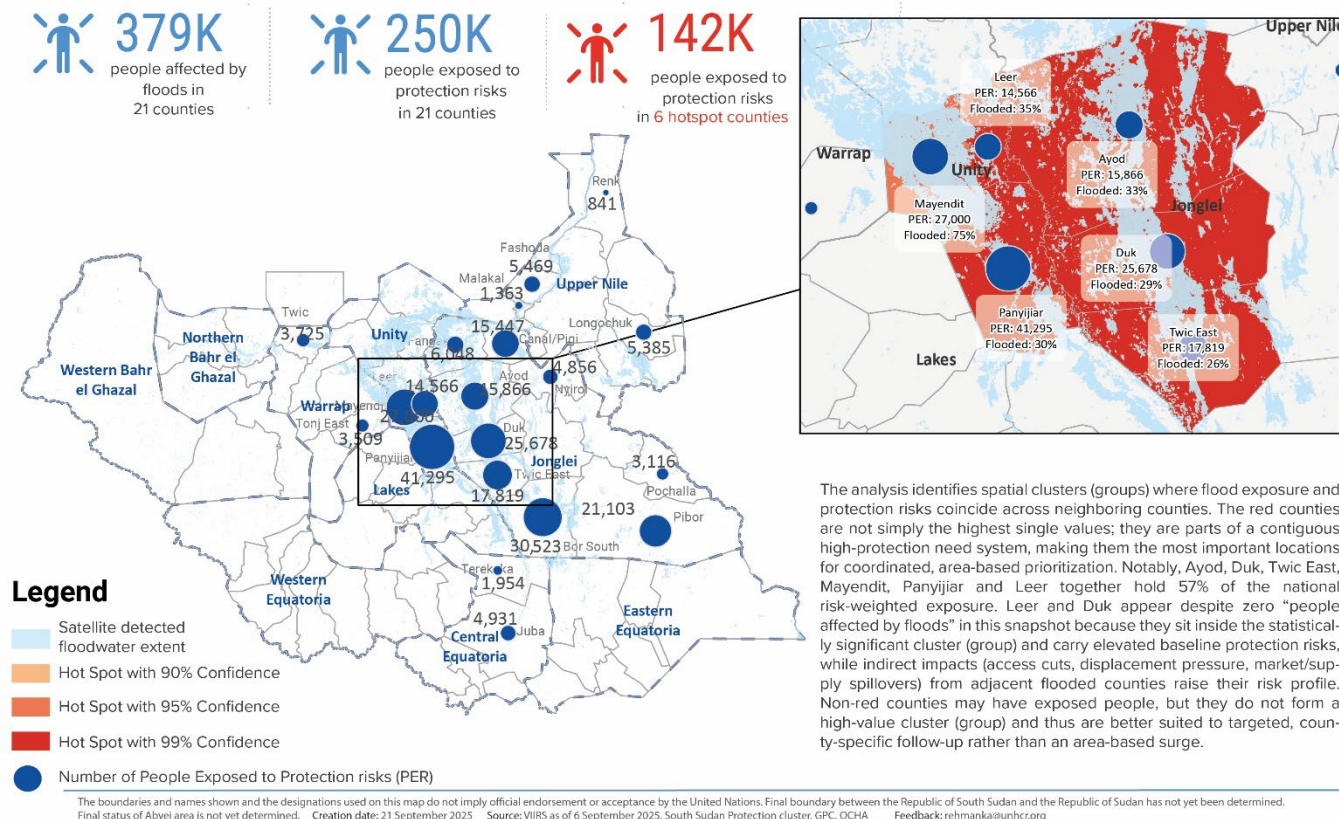 379K
people affected by
floods in
21 counties
250K
people exposed to
protection risks
in 21 counties
142K
people exposed to
protection risks
in 6 hotspot counties
Upper Nile
Leer
PER: 14,566
Flooded: 35%
Warrap
Unity
Ayod
PER: 15,866
Flooded: 33%
Mayendit
PER: 27,000
Flooded: 75%
Jonglei
Duk
PER: 25,678
Flooded: 29%
Panyijiar
PER: 41,295
Flooded: 30%
Twic East
PER: 17,819
Flooded: 26%
Lakes
Renk
841
Fashoda
5,469
Malakal
1,363
Upper Nile
Twic
3,725
Northern
Bahr el
Ghazal
Unity
15,447
Canal/Pigi
Longochuk
5,385
6,048
Western Bahr
el Ghazal
4,856
Nyirol
Leer
14,566
Ayod
15,866
Warrap
Tonj East
3,509
Duk
25,678
Panyijiar
41,295
Jonglei
Twic East
17,819
Lakes
3,116
Pochalla
21,103
Pibor
30,523
Bor South
Terekeka
1,954
Western
Equatoria
4,931
Juba
Central
Equatoria
Eastern
Equatoria
Legend
Satellite detected
floodwater extent
Hot Spot with 90% Confidence
Hot Spot with 95% Confidence
Hot Spot with 99% Confidence
Number of People Exposed to Protection risks (PER)
The analysis identifies spatial clusters (groups) where flood exposure and
protection risks coincide across neighboring counties. The red counties
are not simply the highest single values; they are parts of a contiguous
high-protection need system, making them the most important locations
for coordinated, area-based prioritization. Notably, Ayod, Duk, Twic East,
Mayendit, Panyijiar and Leer together hold 57% of the national
risk-weighted exposure. Leer and Duk appear despite zero “people
affected by floods” in this snapshot because they sit inside the statistical-
ly significant cluster (group) and carry elevated baseline protection risks,
while indirect impacts (access cuts, displacement pressure, market/sup-
ply spillovers) from adjacent flooded counties raise their risk profile.
Non-red counties may have exposed people, but they do not form a
high-value cluster (group) and thus are better suited to targeted, coun-
ty-specific follow-up rather than an area-based surge.
The boundaries and names shown and the designations used on this map do not imply official endorsement or acceptance by the United Nations. Final boundary between the Republic of South Sudan and the Republic of Sudan has not yet been determined.
Final status of Abyei area is not yet determined. Creation date: 21 September 2025 Source: VIIRS as of 6 September 2025, South Sudan Protection cluster, GPC, OCHA Feedback: rehmanka@unhcr.org